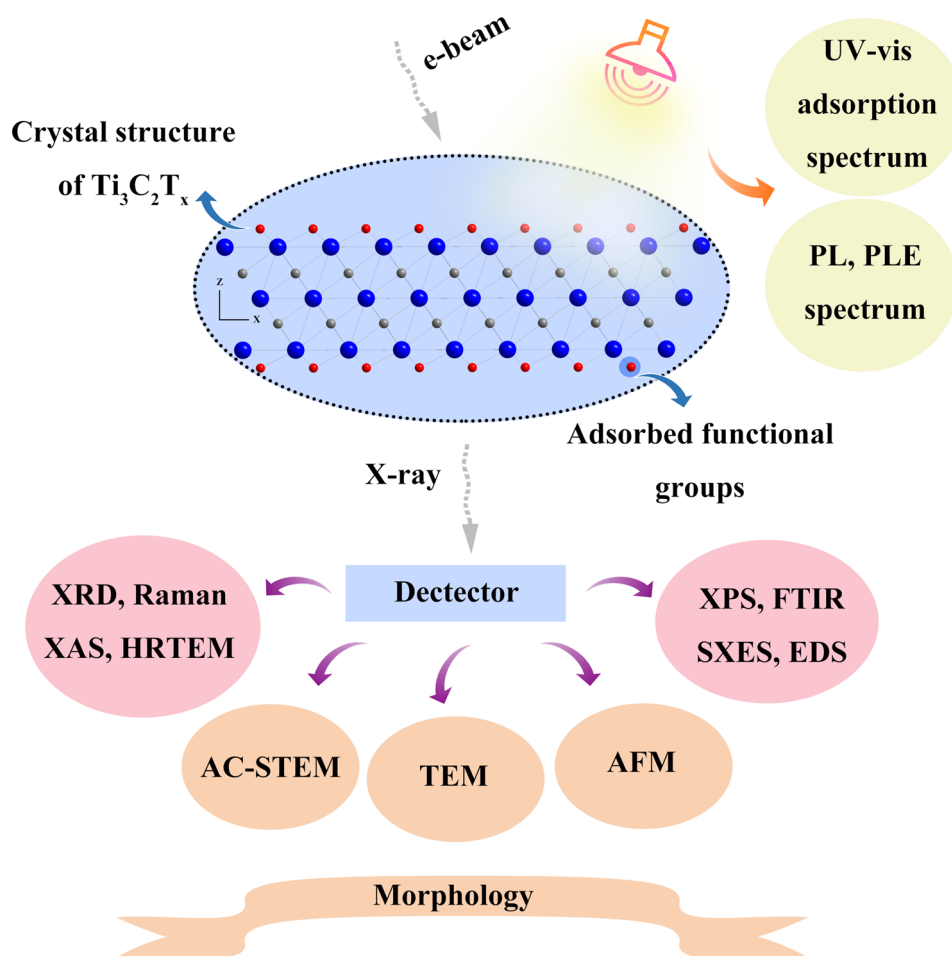 e-beam
UV-vis
adsorption
spectrum
Crystal structure
of Ti₃C₂Tₓ
PL, PLE
spectrum
z
x
Adsorbed functional
groups
X-ray
Dectector
XRD, Raman
XAS, HRTEM
XPS, FTIR
SXES, EDS
AC-STEM
TEM
AFM
Morphology